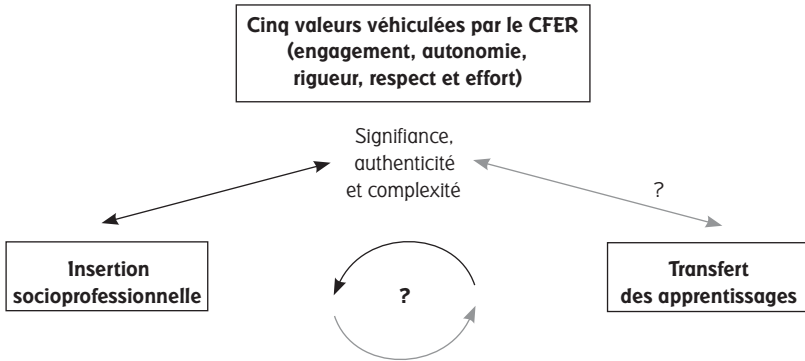 Cinq valeurs véhiculées par le CFER
(engagement, autonomie,
rigueur, respect et effort)
Signifiance,
authenticité
et complexité
?
Insertion
socioprofessionnelle
?
Transfert
des apprentissages